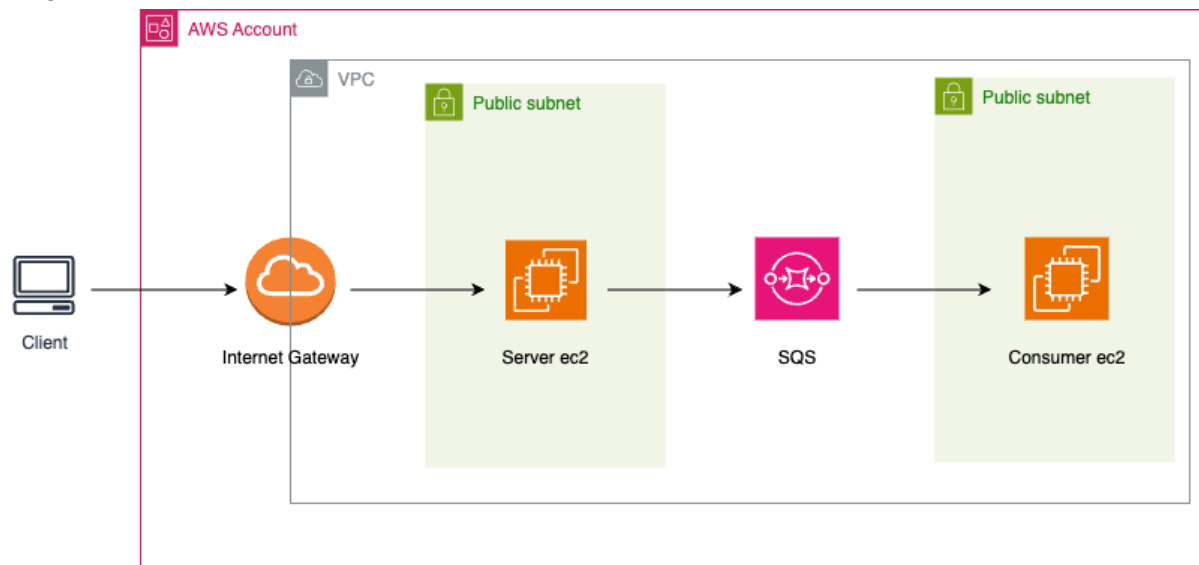 AWS Account
VPC
Public subnet
Public subnet
Client
Internet Gateway
Server ec2
SQS
Consumer ec2